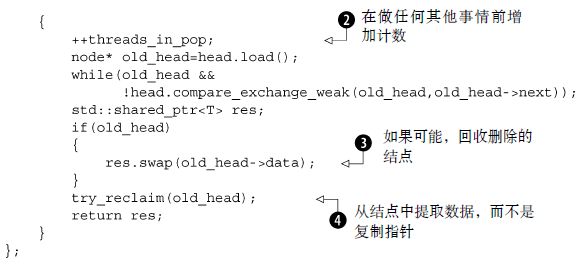 {
++threads_in_pop;
❷ 在做任何其他事情前增
加计数
node* old_head=head.load();
while(old_head &&
!head.compare_exchange_weak(old_head,old_head->next));
std::shared_ptr<T> res;
if(old_head)
{
❸ 如果可能，回收删除的
结点
res.swap(old_head->data);
}
try_reclaim(old_head);
return res;
❹ 从结点中提取数据，而不是
复制指针
}
};